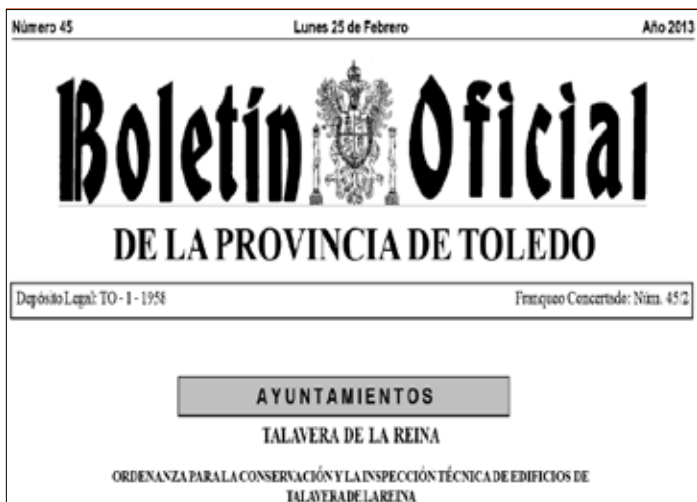 Número 45 Lunes 25 de Febrero Año 2013
Boletín Oficial
DE LA PROVINCIA DE TOLEDO
Depósito Legal: TO - 1 - 1958 Franqueo Concertado: Núm. 45/2
AYUNTAMIENTOS
TALAVERA DE LA REINA
ORDENANZA PARA LA CONSERVACIÓN Y LA INSPECCIÓN TÉCNICA DE EDIFICIOS DE
TALAVERA DE LA REINA